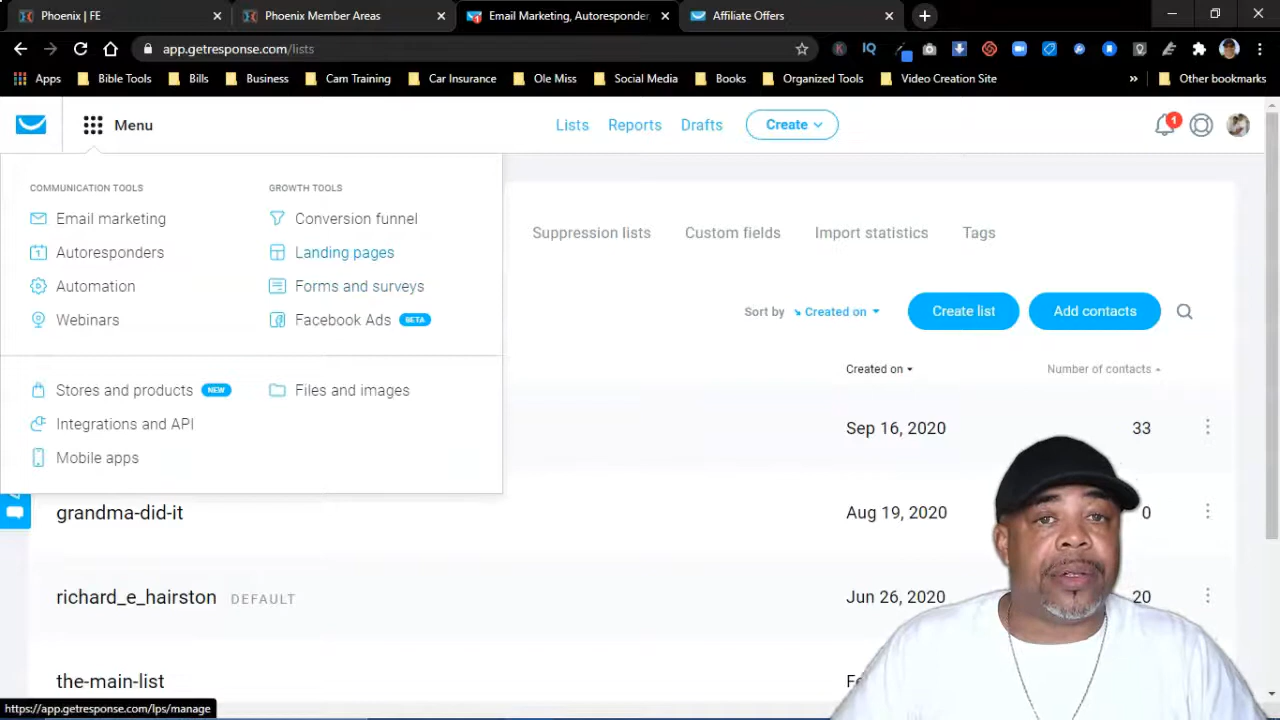 Phoenix | FE
Phoenix Member Areas
Email Marketing, Autoresponder
Affiliate Offers
app.getresponse.com/lists
IQ
Apps
Bible Tools
Bills
Business
Cam Training
Car Insurance
Ole Miss
Social Media
Books
Organized Tools
Video Creation Site
»
Other bookmarks
Menu
Lists
Reports
Drafts
Create
1
COMMUNICATION TOOLS
GROWTH TOOLS
Email marketing
Conversion funnel
Autoresponders
Landing pages
Automation
Forms and surveys
Webinars
Facebook Ads BETA
Stores and products NEW
Files and images
Integrations and API
Mobile apps
Suppression lists
Custom fields
Import statistics
Tags
Sort by Created on
Create list
Add contacts
Created on
Number of contacts
Sep 16, 2020
33
grandma-did-it
Aug 19, 2020
0
richard_e_hairston DEFAULT
Jun 26, 2020
20
the-main-list
https://app.getresponse.com/lps/manage